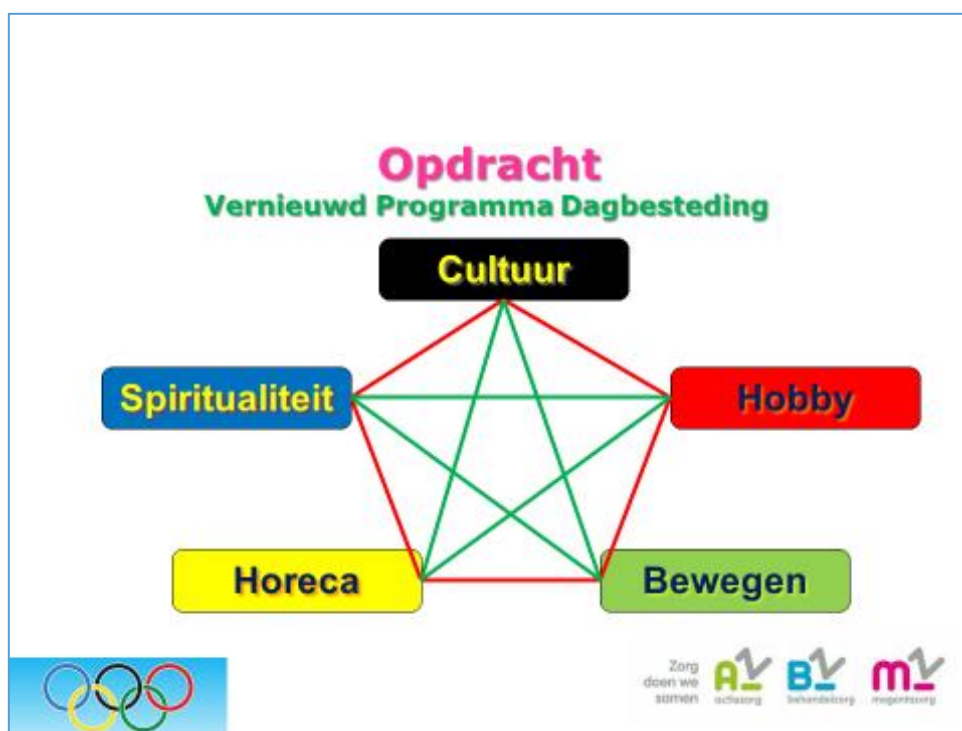 Opdracht
Vernieuwd Programma Dagbesteding
Cultuur
Spiritualiteit
Hobby
Horeca
Bewegen
Zorg
doen we
samen